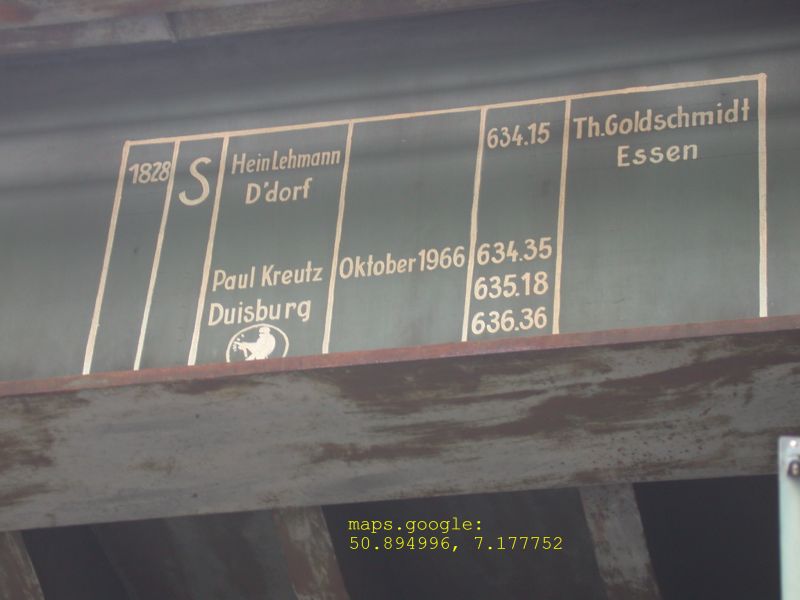 1828
S
Hein Lehmann
D'dorf
634.15
Th.Goldschmidt
Essen
Paul Kreutz
Duisburg
Oktober 1966
634.35
635.18
636.36
maps.google:
50.894996, 7.177752